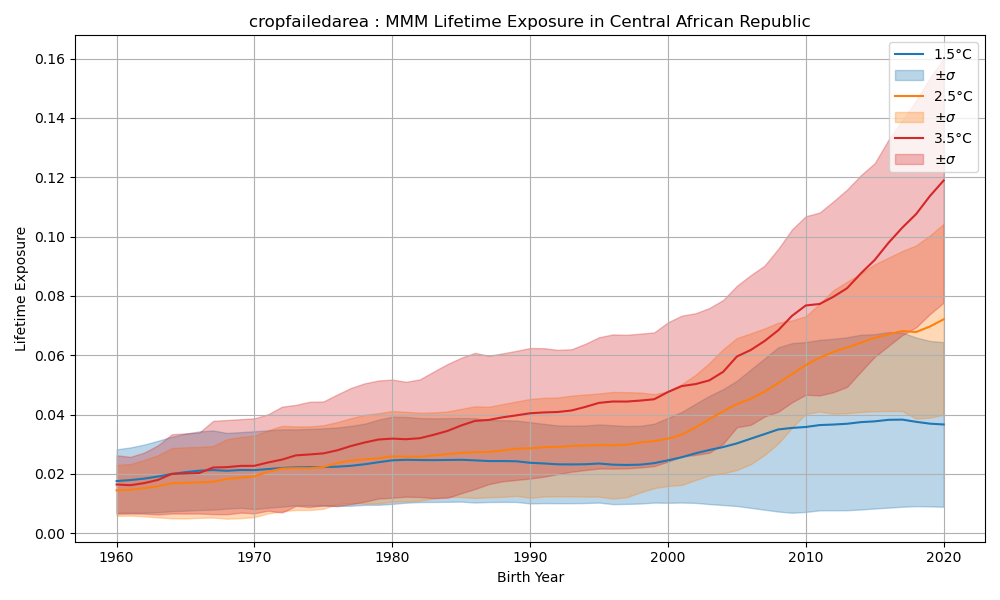 cropfailedarea : MMM Lifetime Exposure in Central African Republic
Lifetime Exposure
0.16
0.14
0.12
0.10
0.08
0.06
0.04
0.02
0.00
1.5°C
±σ
2.5°C
±σ
3.5°C
±σ
1960
1970
1980
1990
2000
2010
2020
Birth Year